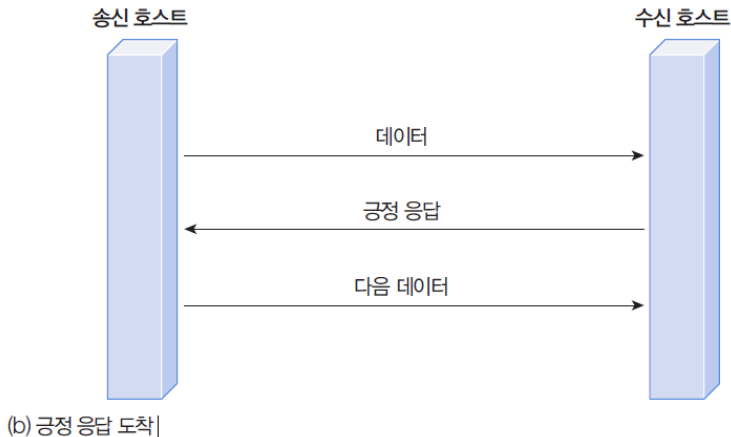 송신 호스트 수신 호스트
데이터
긍정 응답
다음 데이터
(b) 긍정 응답 도착